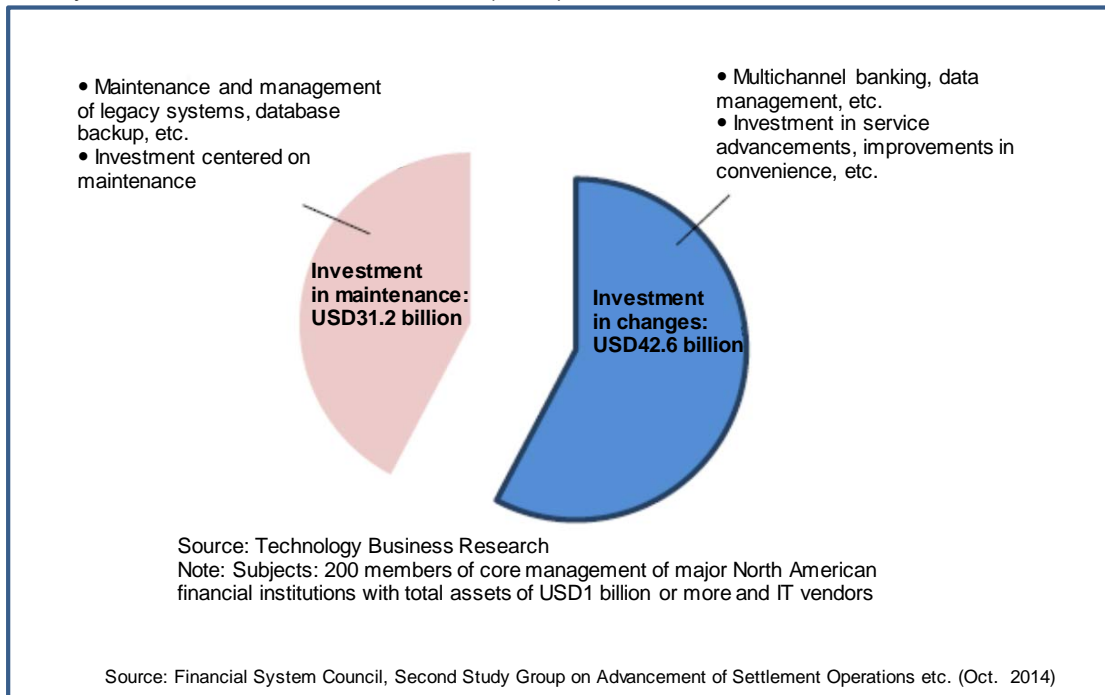 • Maintenance and management
of legacy systems, database
backup, etc.
• Investment centered on
maintenance
• Multichannel banking, data
management, etc.
• Investment in service
advancements, improvements in
convenience, etc.
Investment
in maintenance:
USD31.2 billion
Investment
in changes:
USD42.6 billion
Source: Technology Business Research
Note: Subjects: 200 members of core management of major North American
financial institutions with total assets of USD1 billion or more and IT vendors
Source: Financial System Council, Second Study Group on Advancement of Settlement Operations etc. (Oct. 2014)